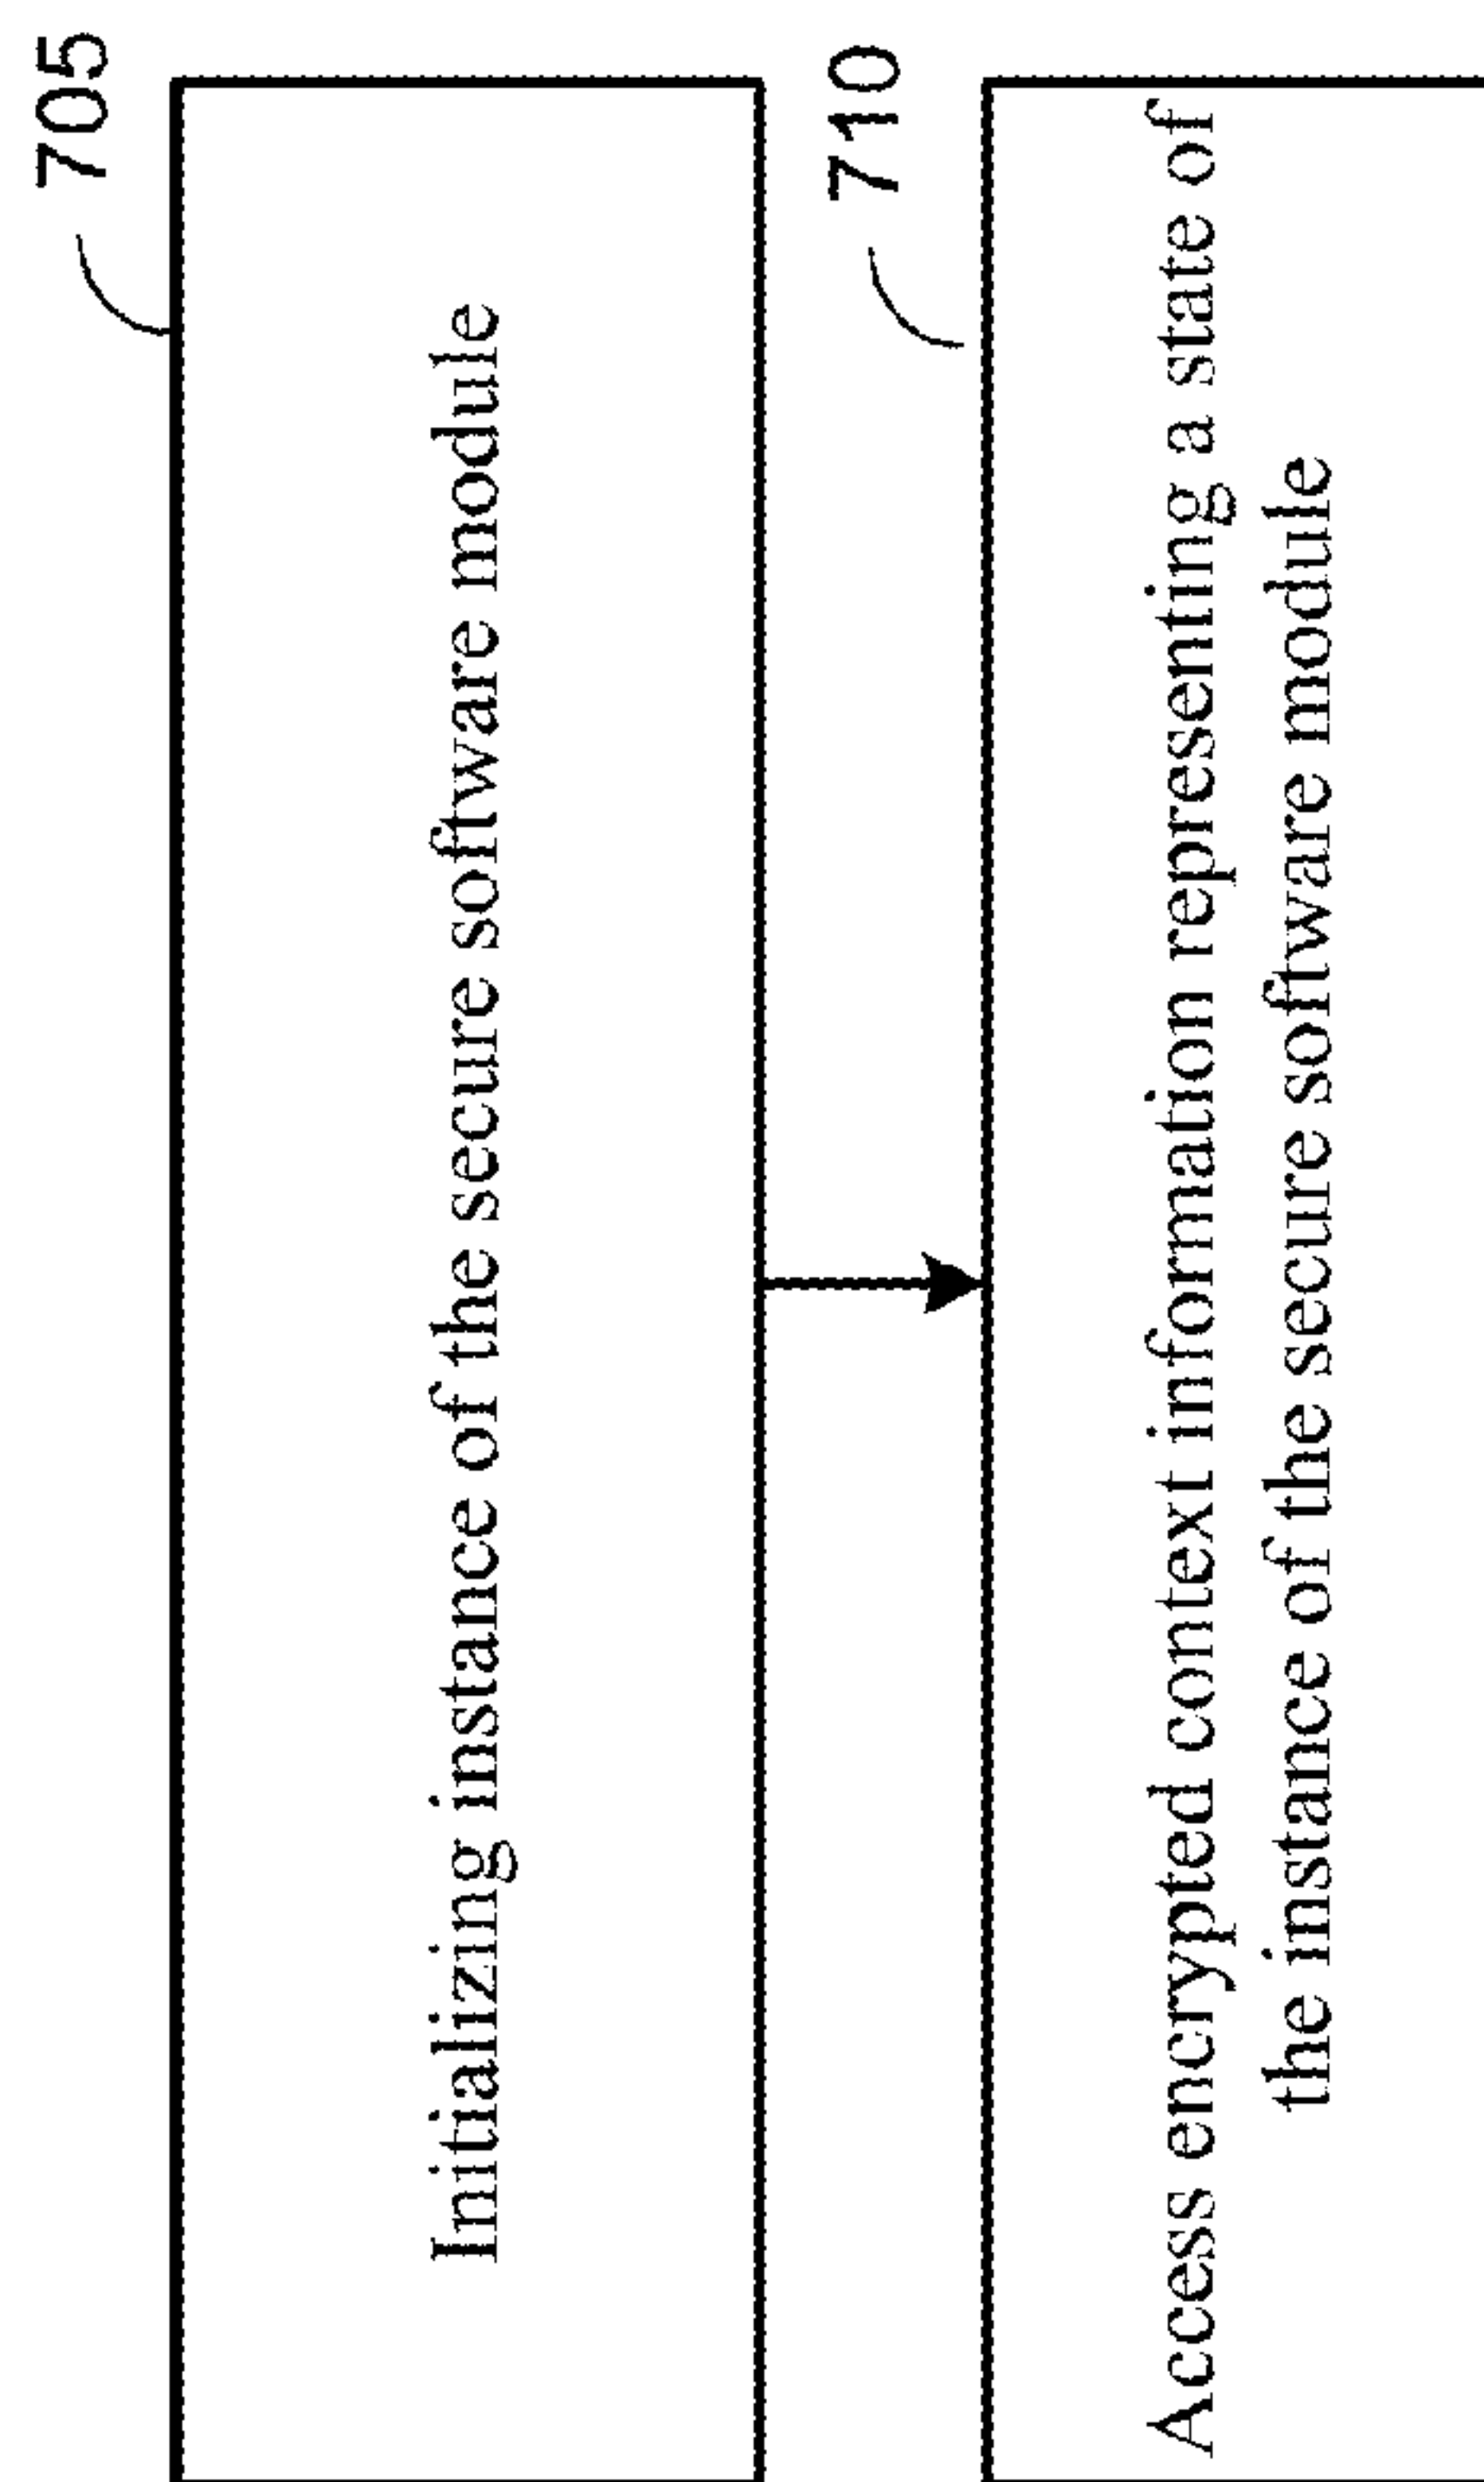 705
Initializing instance of the secure software module
710
Access encrypted context information representing a state of
the instance of the secure software module